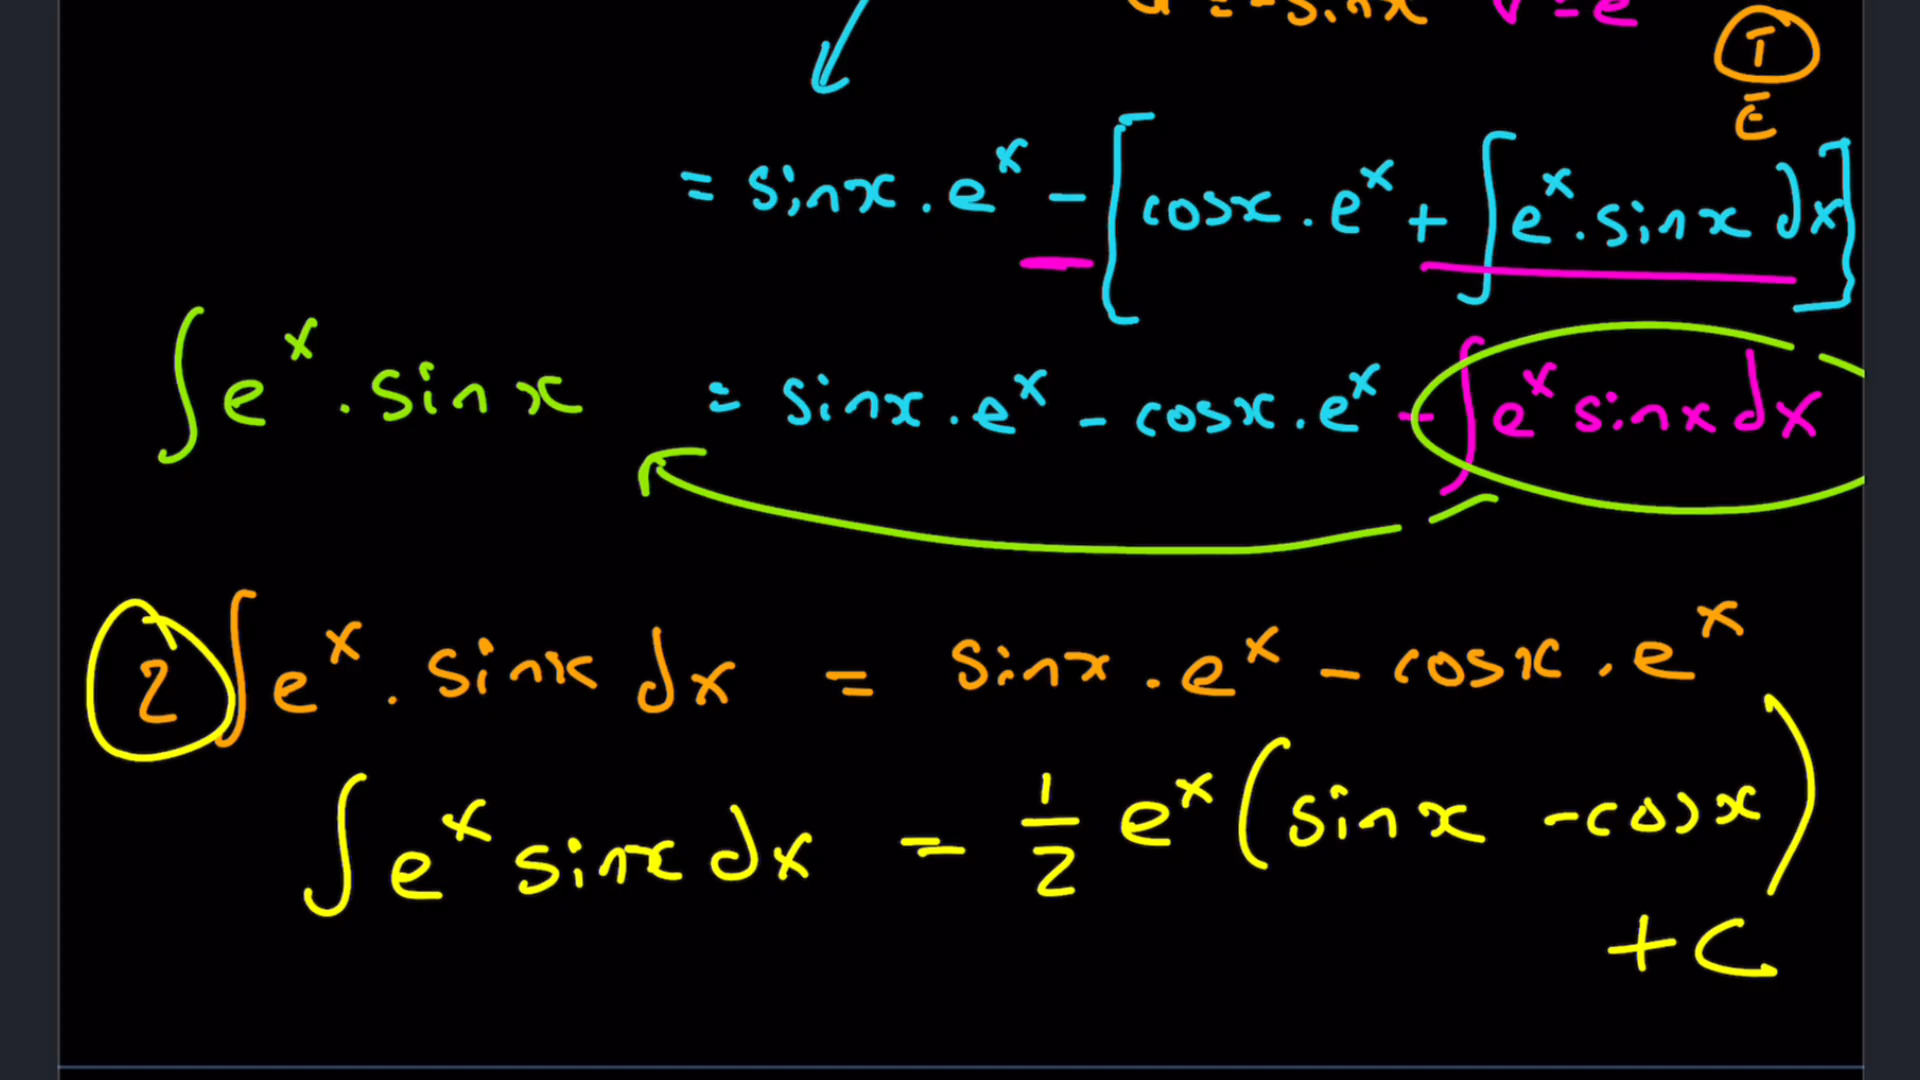 = sinx . e^x - [cosx . e^x + ∫e^x . sinx dx]
T
E
∫e^x . sinx = sinx . e^x - cosx . e^x - ∫e^x sinx dx
2∫e^x . sinx dx = sinx . e^x - cosx . e^x
∫e^x sinx dx = 1/2 e^x (sinx - cosx)
+ C